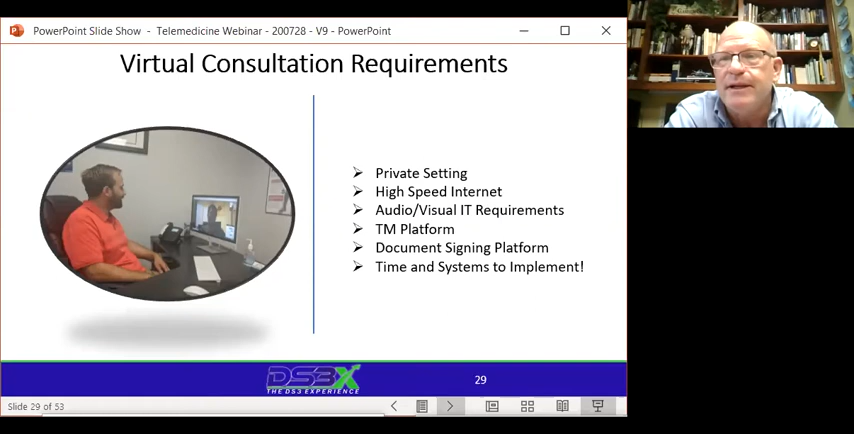 PowerPoint Slide Show - Telemedicine Webinar - 200728 - V9 - PowerPoint
Virtual Consultation Requirements
➢ Private Setting
➢ High Speed Internet
➢ Audio/Visual IT Requirements
➢ TM Platform
➢ Document Signing Platform
➢ Time and Systems to Implement!
DS3X
THE DS3 EXPERIENCE
29
Slide 29 of 53